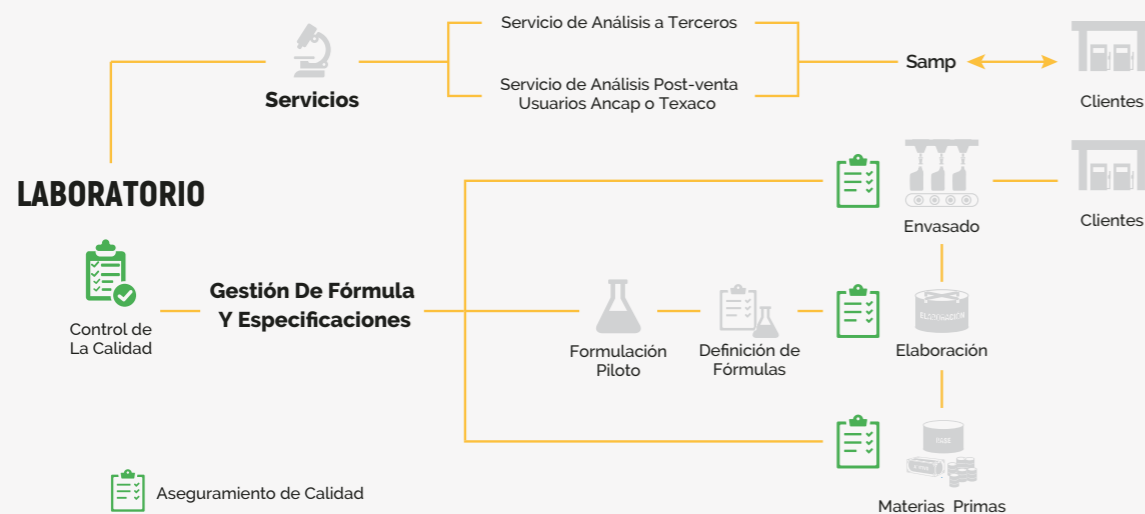 Servicio de Análisis a Terceros
Servicios
Servicio de Análisis Post-venta
Usuarios Ancap o Texaco
Samp
Clientes
LABORATORIO
Envasado
Clientes
Control de
La Calidad
Gestión De Fórmula
Y Especificaciones
Formulación
Piloto
Definición de
Fórmulas
Elaboración
Aseguramiento de Calidad
Materias Primas